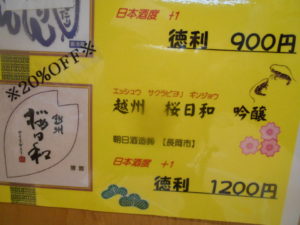 日本酒度 +1
徳利 900円
※20%OFF※
エッシュウ サクラビヨリ ギンジョウ
越州 桜日和 吟醸
朝日酒造㈱ 【長岡市】
日本酒度 +1
徳利 1200円
桜日和